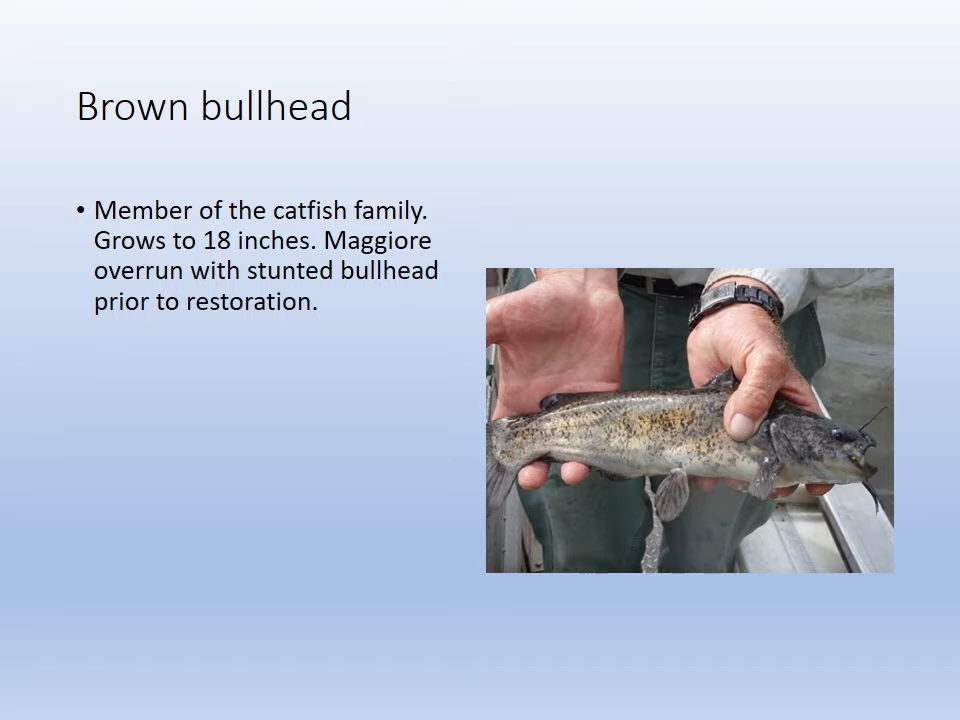 Brown bullhead
• Member of the catfish family.
Grows to 18 inches. Maggiore
overrun with stunted bullhead
prior to restoration.